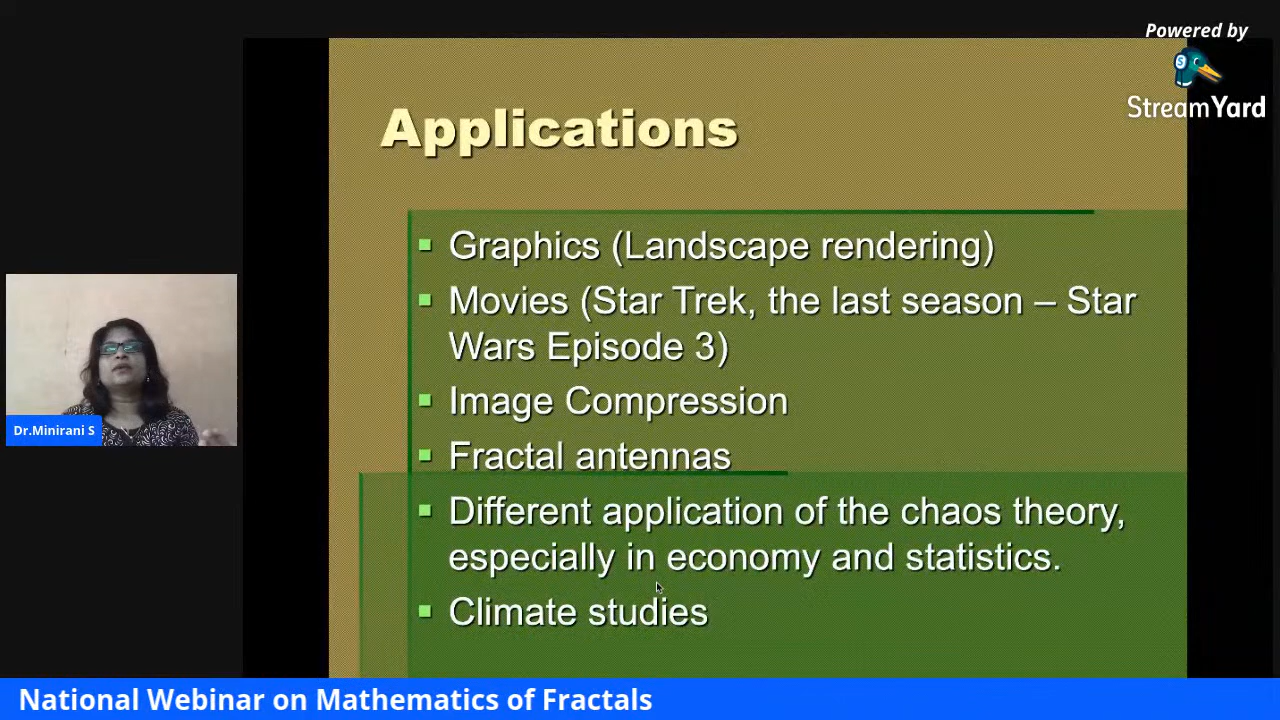 Powered by
StreamYard
Applications
Graphics (Landscape rendering)
Movies (Star Trek, the last season – Star
Wars Episode 3)
Image Compression
Fractal antennas
Different application of the chaos theory,
especially in economy and statistics.
Climate studies
Dr.Minirani S
National Webinar on Mathematics of Fractals